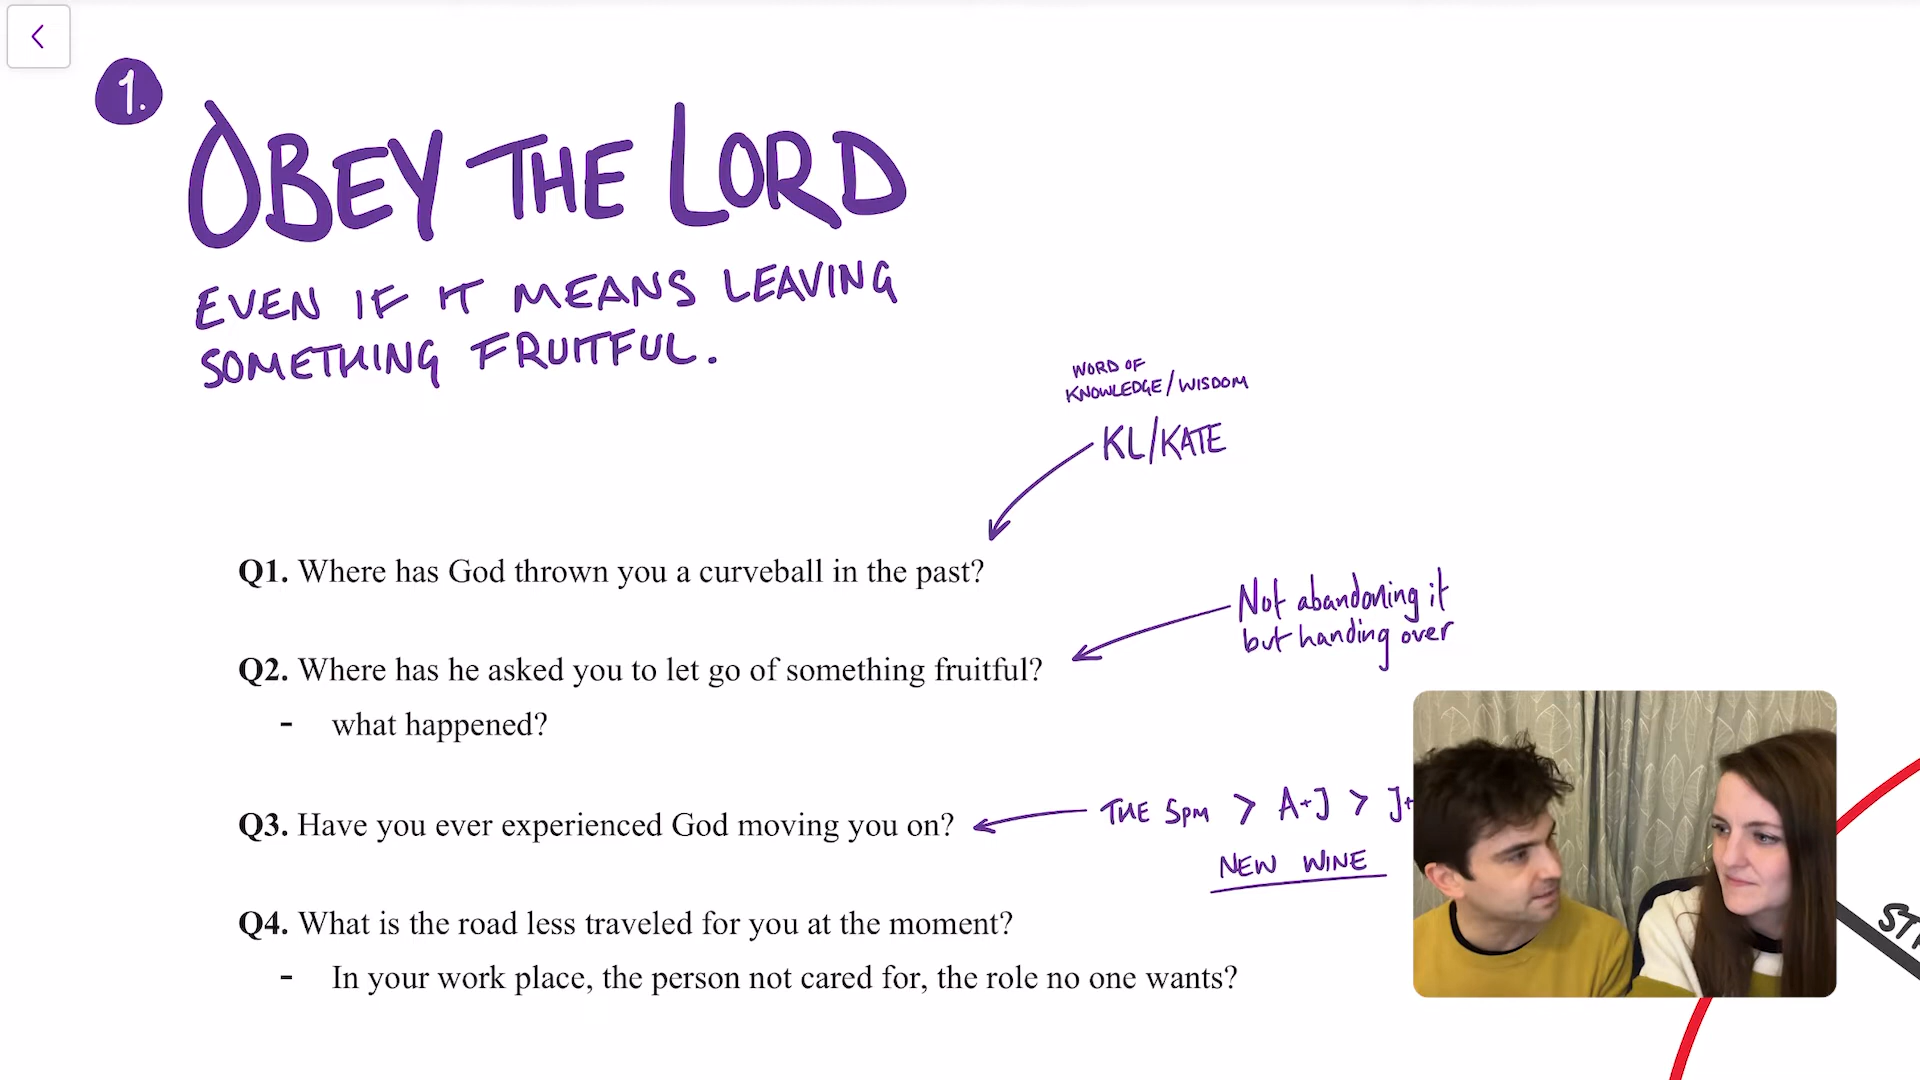 1.
OBEY THE LORD
EVEN IF IT MEANS LEAVING
SOMETHING FRUITFUL.
WORD OF
KNOWLEDGE/WISDOM
KL/KATE
Q1. Where has God thrown you a curveball in the past?
Not abandoning it
but handing over
Q2. Where has he asked you to let go of something fruitful?
- what happened?
THE 5PM > A+J > J+
NEW WINE
Q3. Have you ever experienced God moving you on?
Q4. What is the road less traveled for you at the moment?
- In your work place, the person not cared for, the role no one wants?